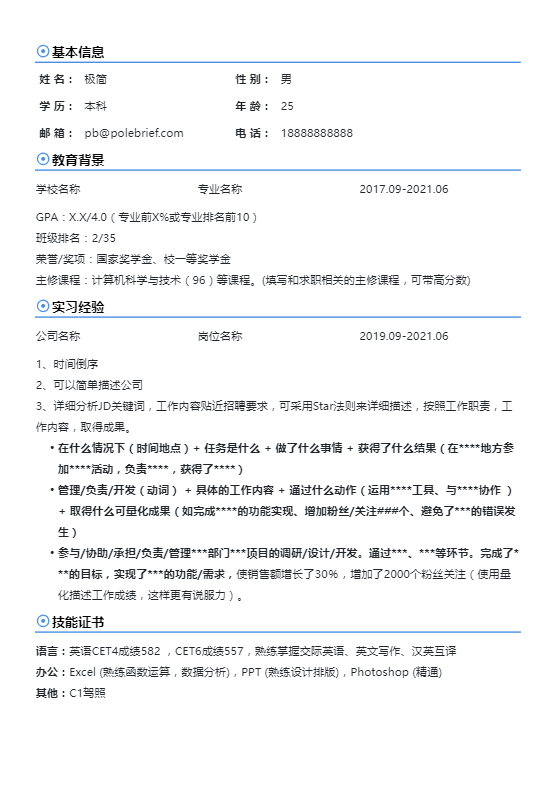 基本信息
姓 名： 极简 性 别： 男
学 历： 本科 年 龄： 25
邮 箱： pb@polebrief.com 电 话： 18888888888
教育背景
学校名称 专业名称 2017.09-2021.06
GPA：X.X/4.0（专业前X%或专业排名前10）
班级排名：2/35
荣誉/奖项：国家奖学金、校一等奖学金
主修课程：计算机科学与技术（96）等课程。(填写和求职相关的主修课程，可带高分数)
实习经验
公司名称 岗位名称 2019.09-2021.06
1、时间倒序
2、可以简单描述公司
3、详细分析JD关键词，工作内容贴近招聘要求，可采用Star法则来详细描述，按照工作职责，工
作内容，取得成果。
• 在什么情况下（时间地点）+ 任务是什么 + 做了什么事情 + 获得了什么结果（在****地方参
加****活动，负责****，获得了****）
• 管理/负责/开发（动词） + 具体的工作内容 + 通过什么动作（运用****工具、与****协作 ）
+ 取得什么可量化成果（如完成****的功能实现、增加粉丝/关注###个、避免了***的错误发
生）
• 参与/协助/承担/负责/管理***部门***项目的调研/设计/开发。通过***、***等环节。完成了*
**的目标，实现了***的功能/需求，使销售额增长了30%，增加了2000个粉丝关注（使用量
化描述工作成绩，这样更有说服力）。
技能证书
语言：英语CET4成绩582 ，CET6成绩557，熟练掌握交际英语、英文写作、汉英互译
办公：Excel (熟练函数运算，数据分析)，PPT (熟练设计排版)，Photoshop (精通)
其他：C1驾照